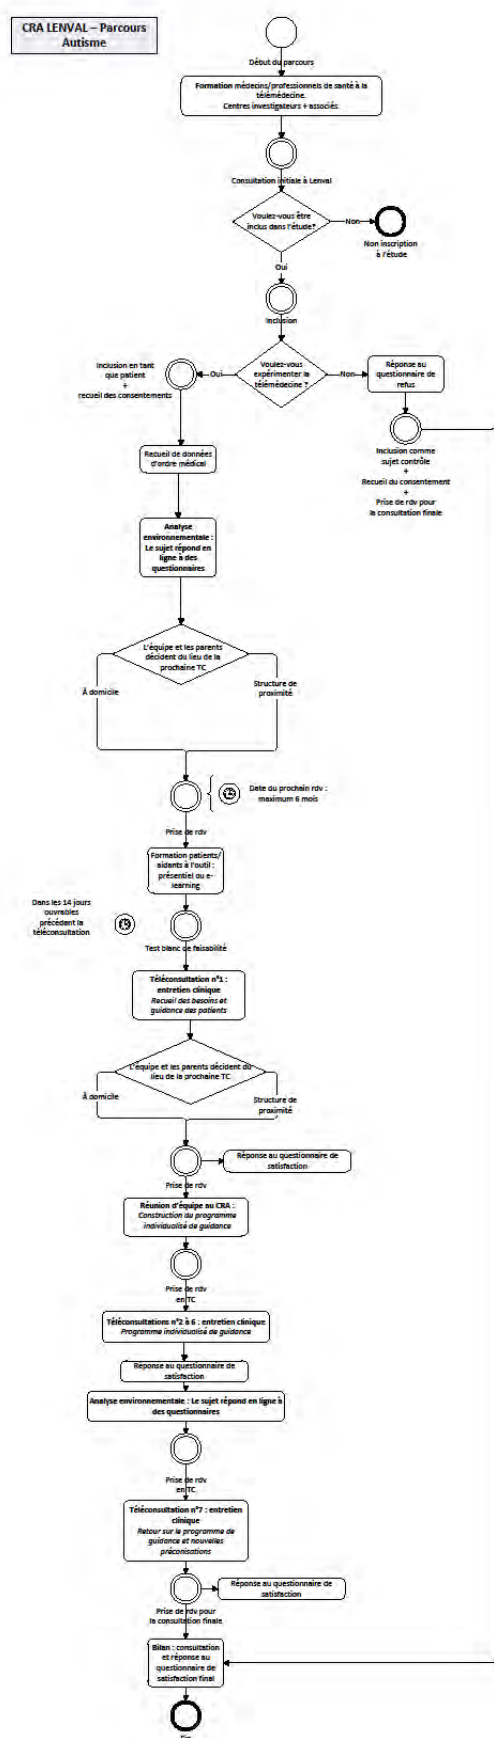 CRA LENVAL – Parcours
Autisme
Début du parcours
Formation médecins/professionnels de santé à la
télémédecine.
Centres investigateurs + associés.
Consultation initiale à Lenval
Voulez-vous être
inclus dans l'étude?
Non
Non inscription
à l'étude
Oui
Inclusion
Voulez-vous
expérimenter la
télémédecine ?
Oui
Inclusion en tant
que patient
+
recueil des consentements
Non
Réponse au
questionnaire de
refus
Inclusion comme
sujet contrôle
+
Recueil du consentement
+
Prise de rdv pour
la consultation finale
Recueil de données
d'ordre médical
Analyse
environnementale :
Le sujet répond en
ligne à des
questionnaires
L'équipe et les parents
décident du lieu de la
prochaine TC
À domicile
Structure de
proximité
Date du prochain rdv :
maximum 6 mois
Prise de rdv
Formation patients/
aidants à l'outil :
présentiel ou e-
learning
Dans les 14 jours
ouvrables
précédant la
téléconsultation
Test blanc de faisabilité
Téléconsultation n°1 :
entretien clinique
Recueil des besoins et
guidance des patients
L'équipe et les parents décident du
lieu de la prochaine TC
À domicile
Structure de
proximité
Réponse au questionnaire de
satisfaction
Prise de rdv
Réunion d'équipe au CRA :
Construction du programme
individualisé de guidance
Prise de rdv
en TC
Téléconsultations n°2 à 6 : entretien clinique
Programme individualisé de guidance
Réponse au questionnaire de
satisfaction
Analyse environnementale : Le sujet répond en ligne à
des questionnaires
Prise de rdv
en TC
Téléconsultation n°7 : entretien
clinique
Retour sur le programme de
guidance et nouvelles
préconisations
Réponse au questionnaire de
satisfaction
Prise de rdv pour
la consultation finale
Bilan : consultation
et réponse au
questionnaire de
satisfaction final